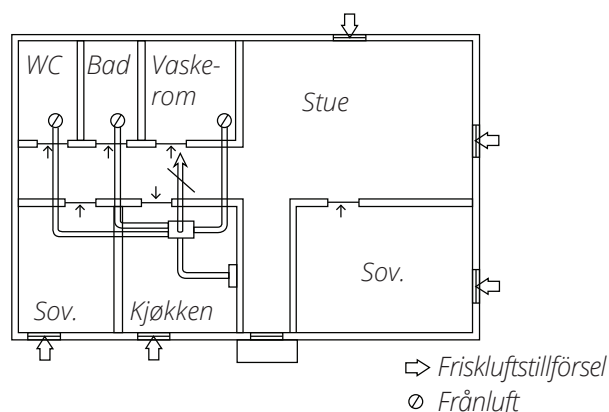 WC Bad Vaske-
rom
Stue
Sov.
Sov. Kjøkken
Friskluftstillförsel
Frånluft